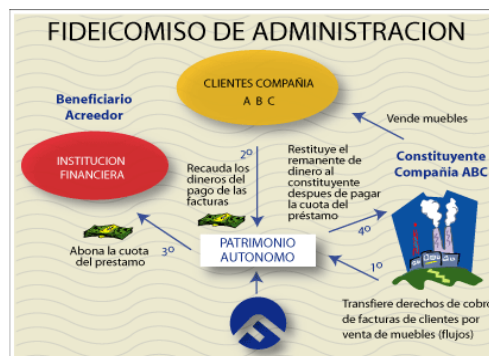 FIDEICOMISO DE ADMINISTRACION
CLIENTES COMPAÑIA
A B C
Beneficiario
Acreedor
INSTITUCION
FINANCIERA
Vende muebles
Constituyente
Compañia ABC
2º
Recauda los
dineros del
pago de las
facturas
Restituye el
remanente de
dinero al
constituyente
despues de pagar
la cuota del
préstamo
4º
Abona la cuota
del prestamo
3º
PATRIMONIO
AUTONOMO
1º
Transfiere derechos de cobro
de facturas de clientes por
venta de muebles (flujos)